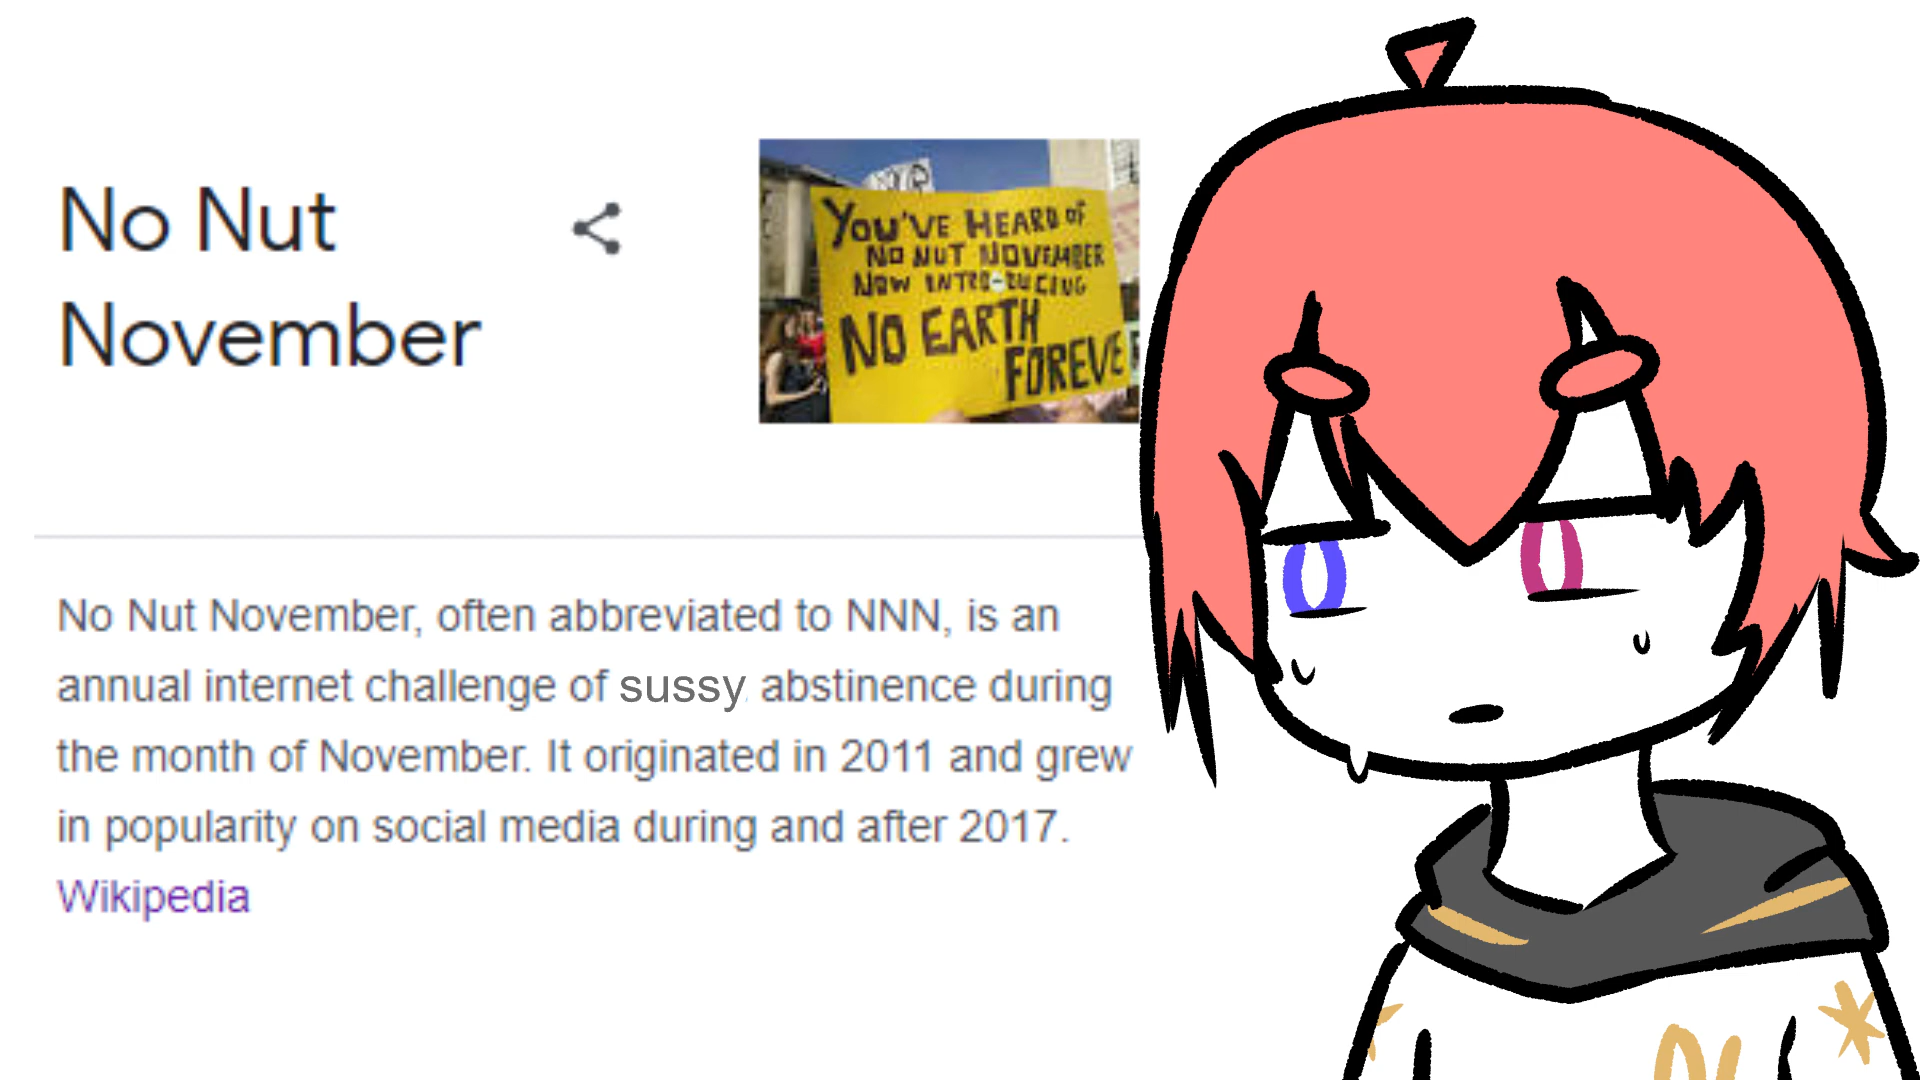 No Nut
November
YOU'VE HEARD of
NO NUT NOVEMBER
NOW INTRO-DUCING
NO EARTH
FOREVE
No Nut November, often abbreviated to NNN, is an
annual internet challenge of sussy abstinence during
the month of November. It originated in 2011 and grew
in popularity on social media during and after 2017.
Wikipedia